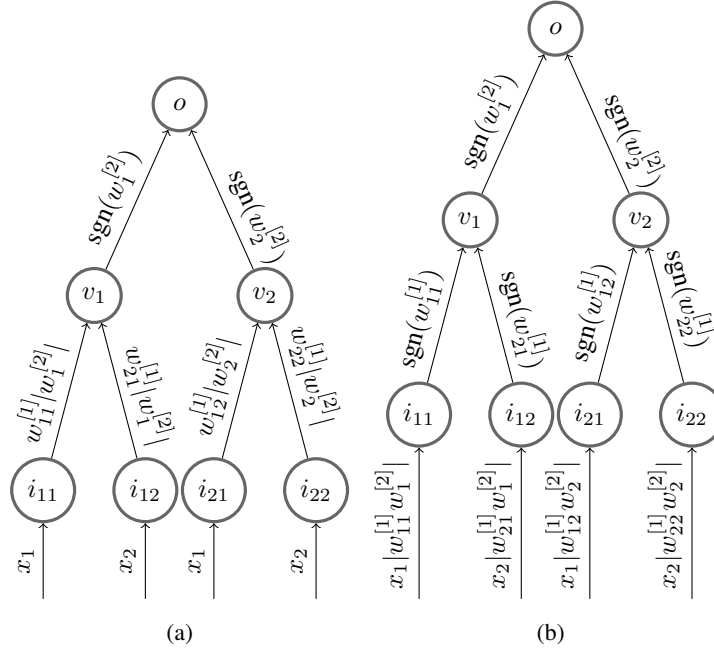 o
sgn(w_1^{[2]})
sgn(w_2^{[2]})
v_1
v_2
w_{11}^{[1]}|w_1^{[2]}|
w_{21}^{[1]}|w_1^{[2]}|
w_{12}^{[1]}|w_2^{[2]}|
w_{22}^{[1]}|w_2^{[2]}|
i_{11}
i_{12}
i_{21}
i_{22}
x_1
x_2
x_1
x_2
(a)
o
sgn(w_1^{[2]})
sgn(w_2^{[2]})
v_1
v_2
sgn(w_{11}^{[1]})
sgn(w_{21}^{[1]})
sgn(w_{12}^{[1]})
sgn(w_{22}^{[1]})
i_{11}
i_{12}
i_{21}
i_{22}
x_1|w_{11}^{[1]}w_1^{[2]}|
x_2|w_{21}^{[1]}w_1^{[2]}|
x_1|w_{12}^{[1]}w_2^{[2]}|
x_2|w_{22}^{[1]}w_2^{[2]}|
(b)